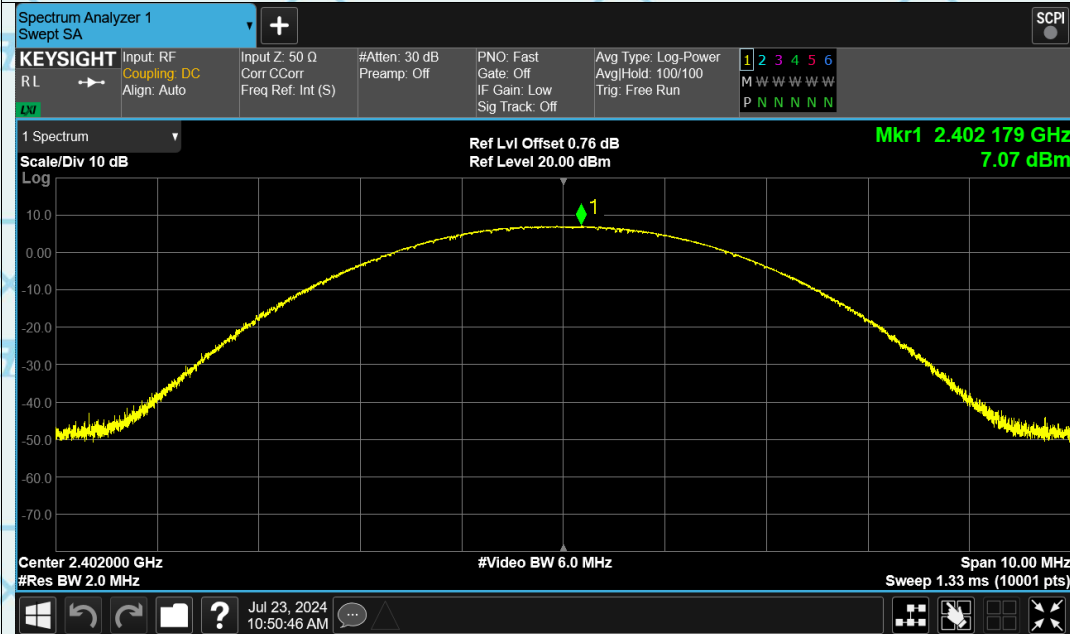 Spectrum Analyzer 1
Swept SA
+
SCPI
KEYSIGHT
R L
LXI
Input: RF
Coupling: DC
Align: Auto
Input Z: 50 Ω
Corr CCorr
Freq Ref: Int (S)
#Atten: 30 dB
Preamp: Off
PNO: Fast
Gate: Off
IF Gain: Low
Sig Track: Off
Avg Type: Log-Power
Avg|Hold: 100/100
Trig: Free Run
1 2 3 4 5 6
M W W W W W
P N N N N N
1 Spectrum
Scale/Div 10 dB
Ref Lvl Offset 0.76 dB
Ref Level 20.00 dBm
Mkr1 2.402 179 GHz
7.07 dBm
Log
1
10.0
0.00
-10.0
-20.0
-30.0
-40.0
-50.0
-60.0
-70.0
Center 2.402000 GHz
#Video BW 6.0 MHz
Span 10.00 MHz
#Res BW 2.0 MHz
Sweep 1.33 ms (10001 pts)
?
Jul 23, 2024
10:50:46 AM